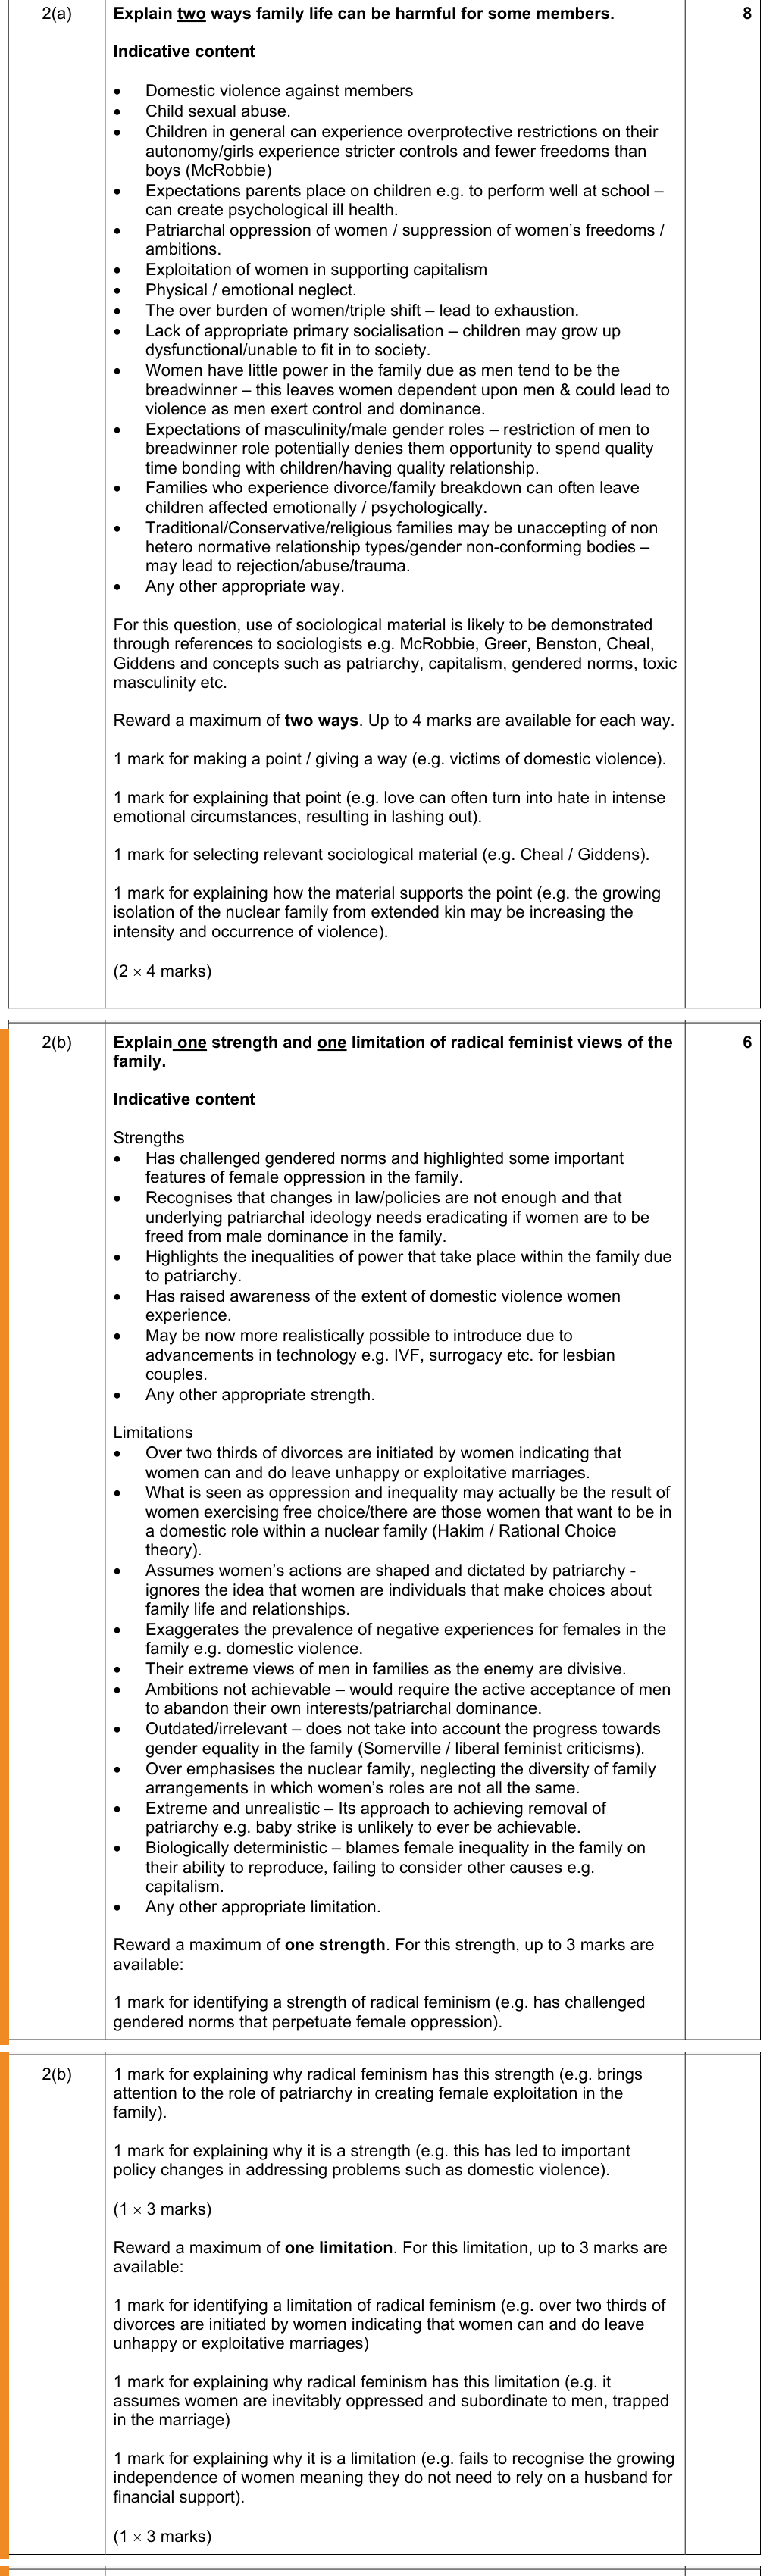 2(a) Explain two ways family life can be harmful for some members. 8
Indicative content
• Domestic violence against members
• Child sexual abuse.
• Children in general can experience overprotective restrictions on their
autonomy/girls experience stricter controls and fewer freedoms than
boys (McRobbie)
• Expectations parents place on children e.g. to perform well at school –
can create psychological ill health.
• Patriarchal oppression of women / suppression of women’s freedoms /
ambitions.
• Exploitation of women in supporting capitalism
• Physical / emotional neglect.
• The over burden of women/triple shift – lead to exhaustion.
• Lack of appropriate primary socialisation – children may grow up
dysfunctional/unable to fit in to society.
• Women have little power in the family due as men tend to be the
breadwinner – this leaves women dependent upon men & could lead to
violence as men exert control and dominance.
• Expectations of masculinity/male gender roles – restriction of men to
breadwinner role potentially denies them opportunity to spend quality
time bonding with children/having quality relationship.
• Families who experience divorce/family breakdown can often leave
children affected emotionally / psychologically.
• Traditional/Conservative/religious families may be unaccepting of non
hetero normative relationship types/gender non-conforming bodies –
may lead to rejection/abuse/trauma.
• Any other appropriate way.
For this question, use of sociological material is likely to be demonstrated
through references to sociologists e.g. McRobbie, Greer, Benston, Cheal,
Giddens and concepts such as patriarchy, capitalism, gendered norms, toxic
masculinity etc.
Reward a maximum of two ways. Up to 4 marks are available for each way.
1 mark for making a point / giving a way (e.g. victims of domestic violence).
1 mark for explaining that point (e.g. love can often turn into hate in intense
emotional circumstances, resulting in lashing out).
1 mark for selecting relevant sociological material (e.g. Cheal / Giddens).
1 mark for explaining how the material supports the point (e.g. the growing
isolation of the nuclear family from extended kin may be increasing the
intensity and occurrence of violence).
(2 × 4 marks)
2(b) Explain one strength and one limitation of radical feminist views of the 6
family.
Indicative content
Strengths
• Has challenged gendered norms and highlighted some important
features of female oppression in the family.
• Recognises that changes in law/policies are not enough and that
underlying patriarchal ideology needs eradicating if women are to be
freed from male dominance in the family.
• Highlights the inequalities of power that take place within the family due
to patriarchy.
• Has raised awareness of the extent of domestic violence women
experience.
• May be now more realistically possible to introduce due to
advancements in technology e.g. IVF, surrogacy etc. for lesbian
couples.
• Any other appropriate strength.
Limitations
• Over two thirds of divorces are initiated by women indicating that
women can and do leave unhappy or exploitative marriages.
• What is seen as oppression and inequality may actually be the result of
women exercising free choice/there are those women that want to be in
a domestic role within a nuclear family (Hakim / Rational Choice
theory).
• Assumes women’s actions are shaped and dictated by patriarchy -
ignores the idea that women are individuals that make choices about
family life and relationships.
• Exaggerates the prevalence of negative experiences for females in the
family e.g. domestic violence.
• Their extreme views of men in families as the enemy are divisive.
• Ambitions not achievable – would require the active acceptance of men
to abandon their own interests/patriarchal dominance.
• Outdated/irrelevant – does not take into account the progress towards
gender equality in the family (Somerville / liberal feminist criticisms).
• Over emphasises the nuclear family, neglecting the diversity of family
arrangements in which women’s roles are not all the same.
• Extreme and unrealistic – Its approach to achieving removal of
patriarchy e.g. baby strike is unlikely to ever be achievable.
• Biologically deterministic – blames female inequality in the family on
their ability to reproduce, failing to consider other causes e.g.
capitalism.
• Any other appropriate limitation.
Reward a maximum of one strength. For this strength, up to 3 marks are
available:
1 mark for identifying a strength of radical feminism (e.g. has challenged
gendered norms that perpetuate female oppression).
2(b) 1 mark for explaining why radical feminism has this strength (e.g. brings
attention to the role of patriarchy in creating female exploitation in the
family).
1 mark for explaining why it is a strength (e.g. this has led to important
policy changes in addressing problems such as domestic violence).
(1 × 3 marks)
Reward a maximum of one limitation. For this limitation, up to 3 marks are
available:
1 mark for identifying a limitation of radical feminism (e.g. over two thirds of
divorces are initiated by women indicating that women can and do leave
unhappy or exploitative marriages)
1 mark for explaining why radical feminism has this limitation (e.g. it
assumes women are inevitably oppressed and subordinate to men, trapped
in the marriage)
1 mark for explaining why it is a limitation (e.g. fails to recognise the growing
independence of women meaning they do not need to rely on a husband for
financial support).
(1 × 3 marks)